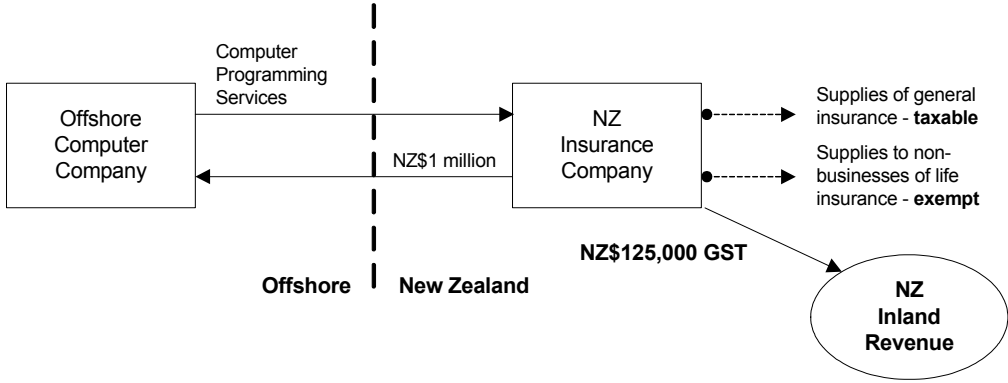 Computer
Programming
Services
Offshore
Computer
Company
NZ
Insurance
Company
NZ$1 million
Supplies of general
insurance - taxable
Supplies to non-
businesses of life
insurance - exempt
NZ$125,000 GST
Offshore
New Zealand
NZ
Inland
Revenue